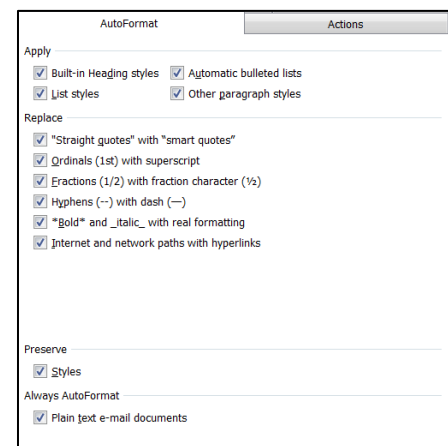 AutoFormat Actions
Apply
Built-in Heading styles Automatic bulleted lists
List styles Other paragraph styles
Replace
"Straight quotes" with “smart quotes”
Ordinals (1st) with superscript
Fractions (1/2) with fraction character (½)
Hyphens (--) with dash (—)
*Bold* and _italic_ with real formatting
Internet and network paths with hyperlinks
Preserve
Styles
Always AutoFormat
Plain text e-mail documents